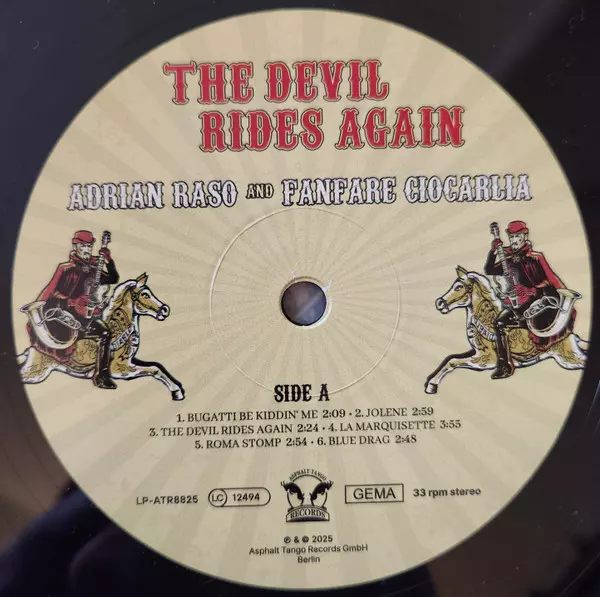 THE DEVIL
RIDES AGAIN
ADRIAN RASO AND FANFARE CIOCARLIA
SIDE A
1. BUGATTI BE KIDDIN' ME 2:09 • 2. JOLENE 2:59
3. THE DEVIL RIDES AGAIN 2:24 • 4. LA MARQUISETTE 3:55
5. ROMA STOMP 2:54 • 6. BLUE DRAG 2:48
LP-ATR8825 LC 12494 ASPHALT TANGO RECORDS GEMA 33 rpm stereo
℗ & © 2025
Asphalt Tango Records GmbH
Berlin